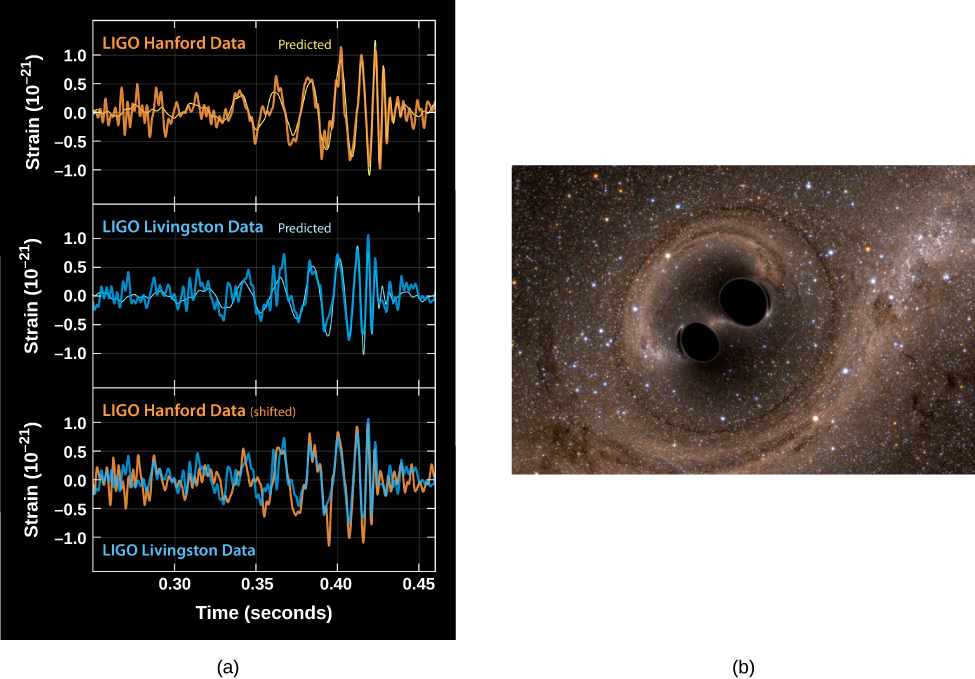 LIGO Hanford Data Predicted
1.0
0.5
0.0
−0.5
−1.0
Strain (10⁻²¹)
LIGO Livingston Data Predicted
1.0
0.5
0.0
−0.5
−1.0
Strain (10⁻²¹)
LIGO Hanford Data (shifted)
1.0
0.5
0.0
−0.5
−1.0
Strain (10⁻²¹)
LIGO Livingston Data
0.30 0.35 0.40 0.45
Time (seconds)
(a) (b)